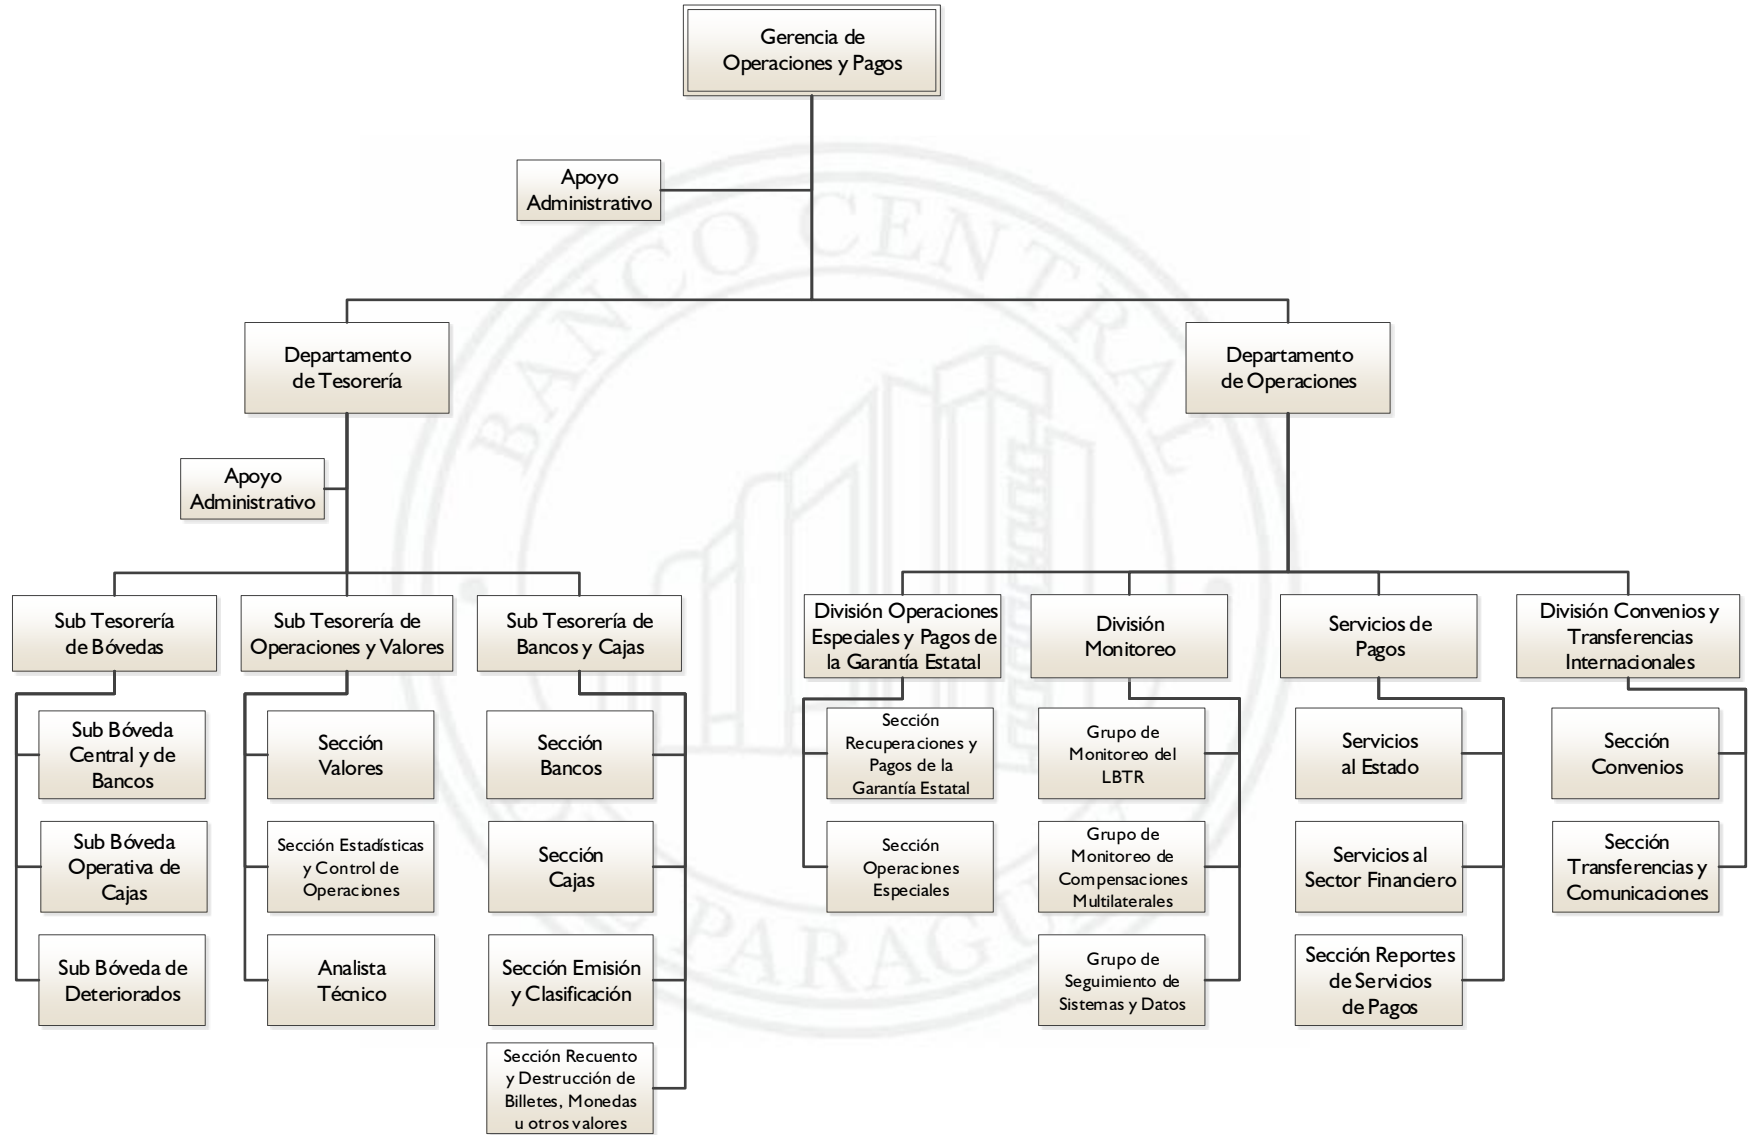 Gerencia de
Operaciones y Pagos
Apoyo
Administrativo
Departamento
de Tesorería
Departamento
de Operaciones
Apoyo
Administrativo
Sub Tesorería
de Bóvedas
Sub Tesorería de
Operaciones y Valores
Sub Tesorería de
Bancos y Cajas
División Operaciones
Especiales y Pagos de
la Garantía Estatal
División
Monitoreo
Servicios de
Pagos
División Convenios y
Transferencias
Internacionales
Sub Bóveda
Central y de
Bancos
Sección
Valores
Sección
Bancos
Sección
Recuperaciones y
Pagos de la
Garantía Estatal
Grupo de
Monitoreo del
LBTR
Servicios
al Estado
Sección
Convenios
Sub Bóveda
Operativa de
Cajas
Sección Estadísticas
y Control de
Operaciones
Sección
Cajas
Sección
Operaciones
Especiales
Grupo de
Monitoreo de
Compensaciones
Multilaterales
Servicios al
Sector Financiero
Sección
Transferencias y
Comunicaciones
Sub Bóveda de
Deteriorados
Analista
Técnico
Sección Emisión
y Clasificación
Grupo de
Seguimiento de
Sistemas y Datos
Sección Reportes
de Servicios
de Pagos
Sección Recuento
y Destrucción de
Billetes, Monedas
u otros valores
BANCO CENTRAL
PARAGUAY